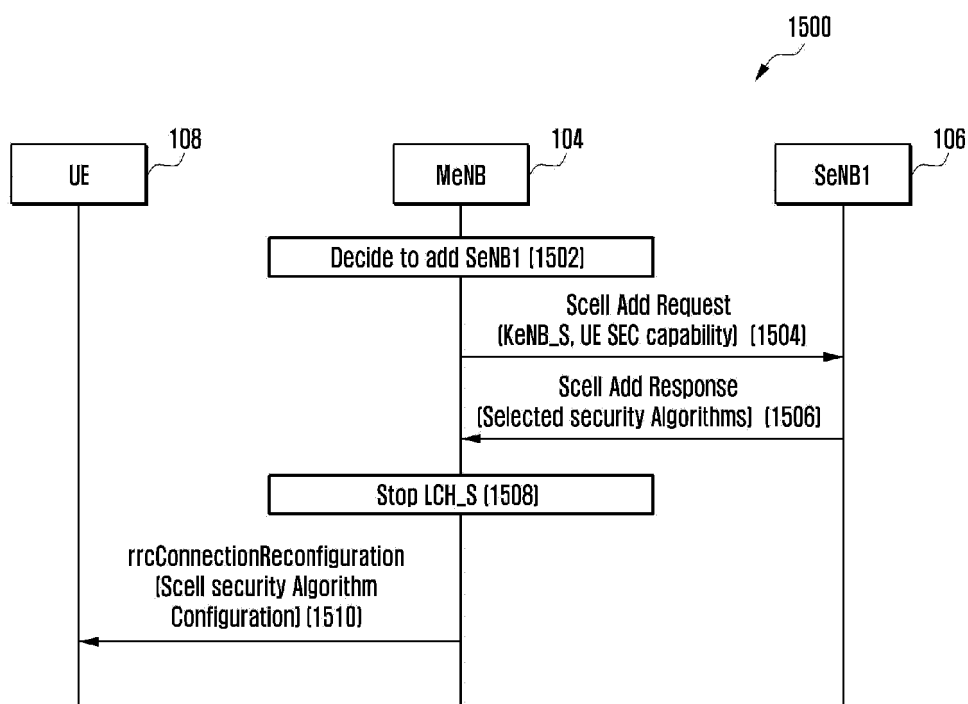 1500
108
104
106
UE
MeNB
SeNB1
Decide to add SeNB1 [1502]
Scell Add Request
[KeNB_S, UE SEC capability] [1504]
Scell Add Response
[Selected security Algorithms] [1506]
Stop LCH_S [1508]
rrcConnectionReconfiguration
[Scell security Algorithm
Configuration] [1510]